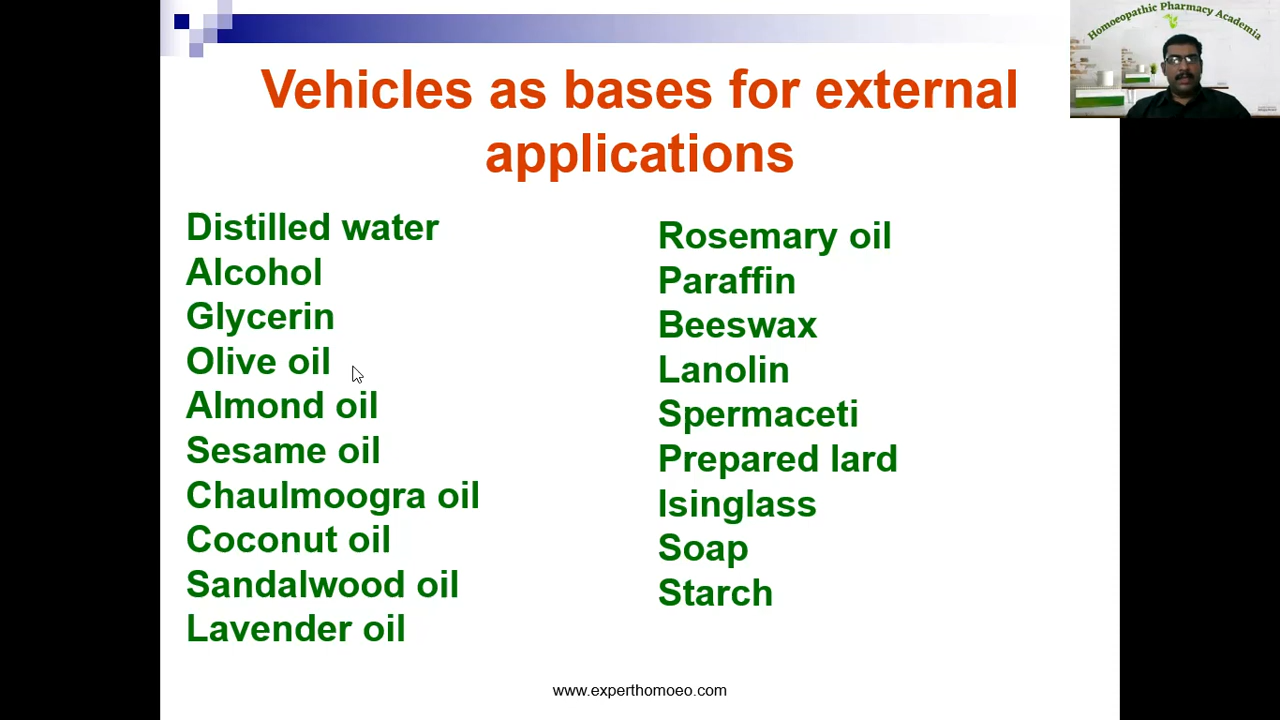 Homoeopathic Pharmacy Academia
Vehicles as bases for external
applications
Distilled water
Alcohol
Glycerin
Olive oil
Almond oil
Sesame oil
Chaulmoogra oil
Coconut oil
Sandalwood oil
Lavender oil
Rosemary oil
Paraffin
Beeswax
Lanolin
Spermaceti
Prepared lard
Isinglass
Soap
Starch
www.experthomoeo.com